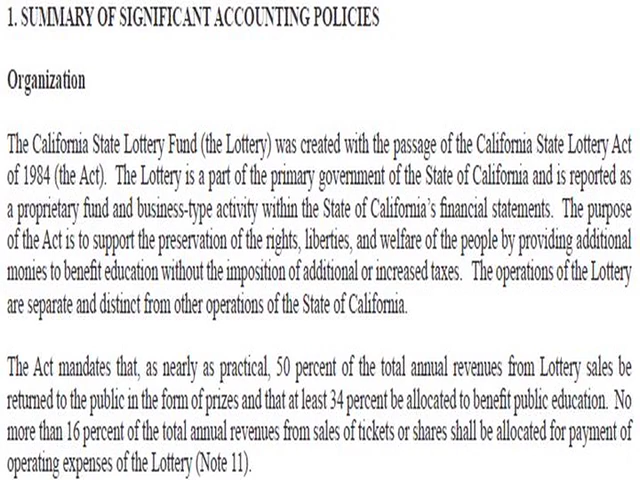 1. SUMMARY OF SIGNIFICANT ACCOUNTING POLICIES
Organization
The California State Lottery Fund (the Lottery) was created with the passage of the California State Lottery Act
of 1984 (the Act).  The Lottery is a part of the primary government of the State of California and is reported as
a proprietary fund and business-type activity within the State of California’s financial statements.  The purpose
of the Act is to support the preservation of the rights, liberties, and welfare of the people by providing additional
monies to benefit education without the imposition of additional or increased taxes.  The operations of the Lottery
are separate and distinct from other operations of the State of California.
The Act mandates that, as nearly as practical, 50 percent of the total annual revenues from Lottery sales be
returned to the public in the form of prizes and that at least 34 percent be allocated to benefit public education.  No
more than 16 percent of the total annual revenues from sales of tickets or shares shall be allocated for payment of
operating expenses of the Lottery (Note 11).